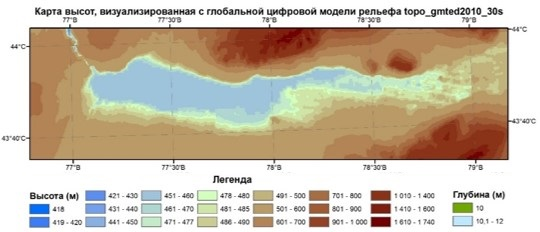 Карта высот, визуализированная с глобальной цифровой модели рельефа topo_gmted2010_30s
77°В 77°30'В 78°В 78°30'В 79°В
44°С 44°С
43°40'С 43°40'С
77°В 77°30'В 78°В 78°30'В 79°В
Легенда
Высота (м) 421 - 430 451 - 460 478 - 480 491 - 500 701 - 800 1 010 - 1 400 Глубина (м)
418 431 - 440 461 - 470 481 - 485 501 - 600 801 - 900 1 410 - 1 600 10
419 - 420 441 - 450 471 - 477 486 - 490 601 - 700 901 - 1 000 1 610 - 1 740 10,1 - 12